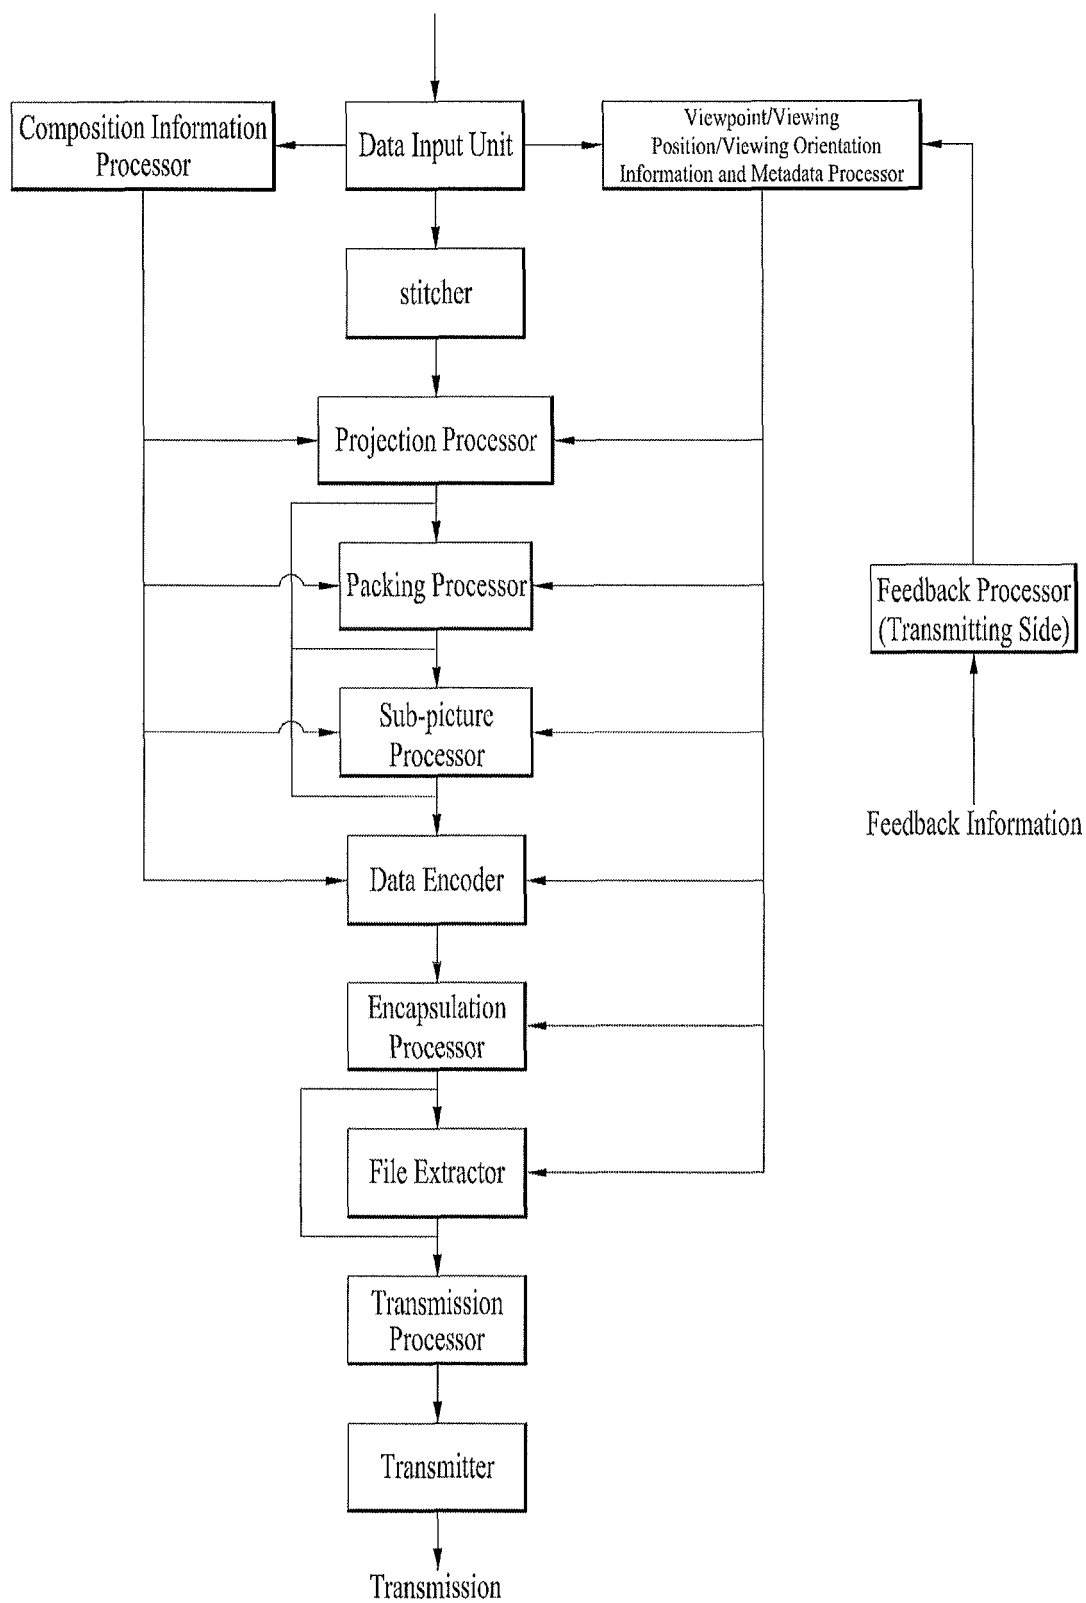 Composition Information
Processor
Data Input Unit
Viewpoint/Viewing
Position/Viewing Orientation
Information and Metadata Processor
stitcher
Projection Processor
Packing Processor
Feedback Processor
(Transmitting Side)
Sub-picture
Processor
Feedback Information
Data Encoder
Encapsulation
Processor
File Extractor
Transmission
Processor
Transmitter
Transmission